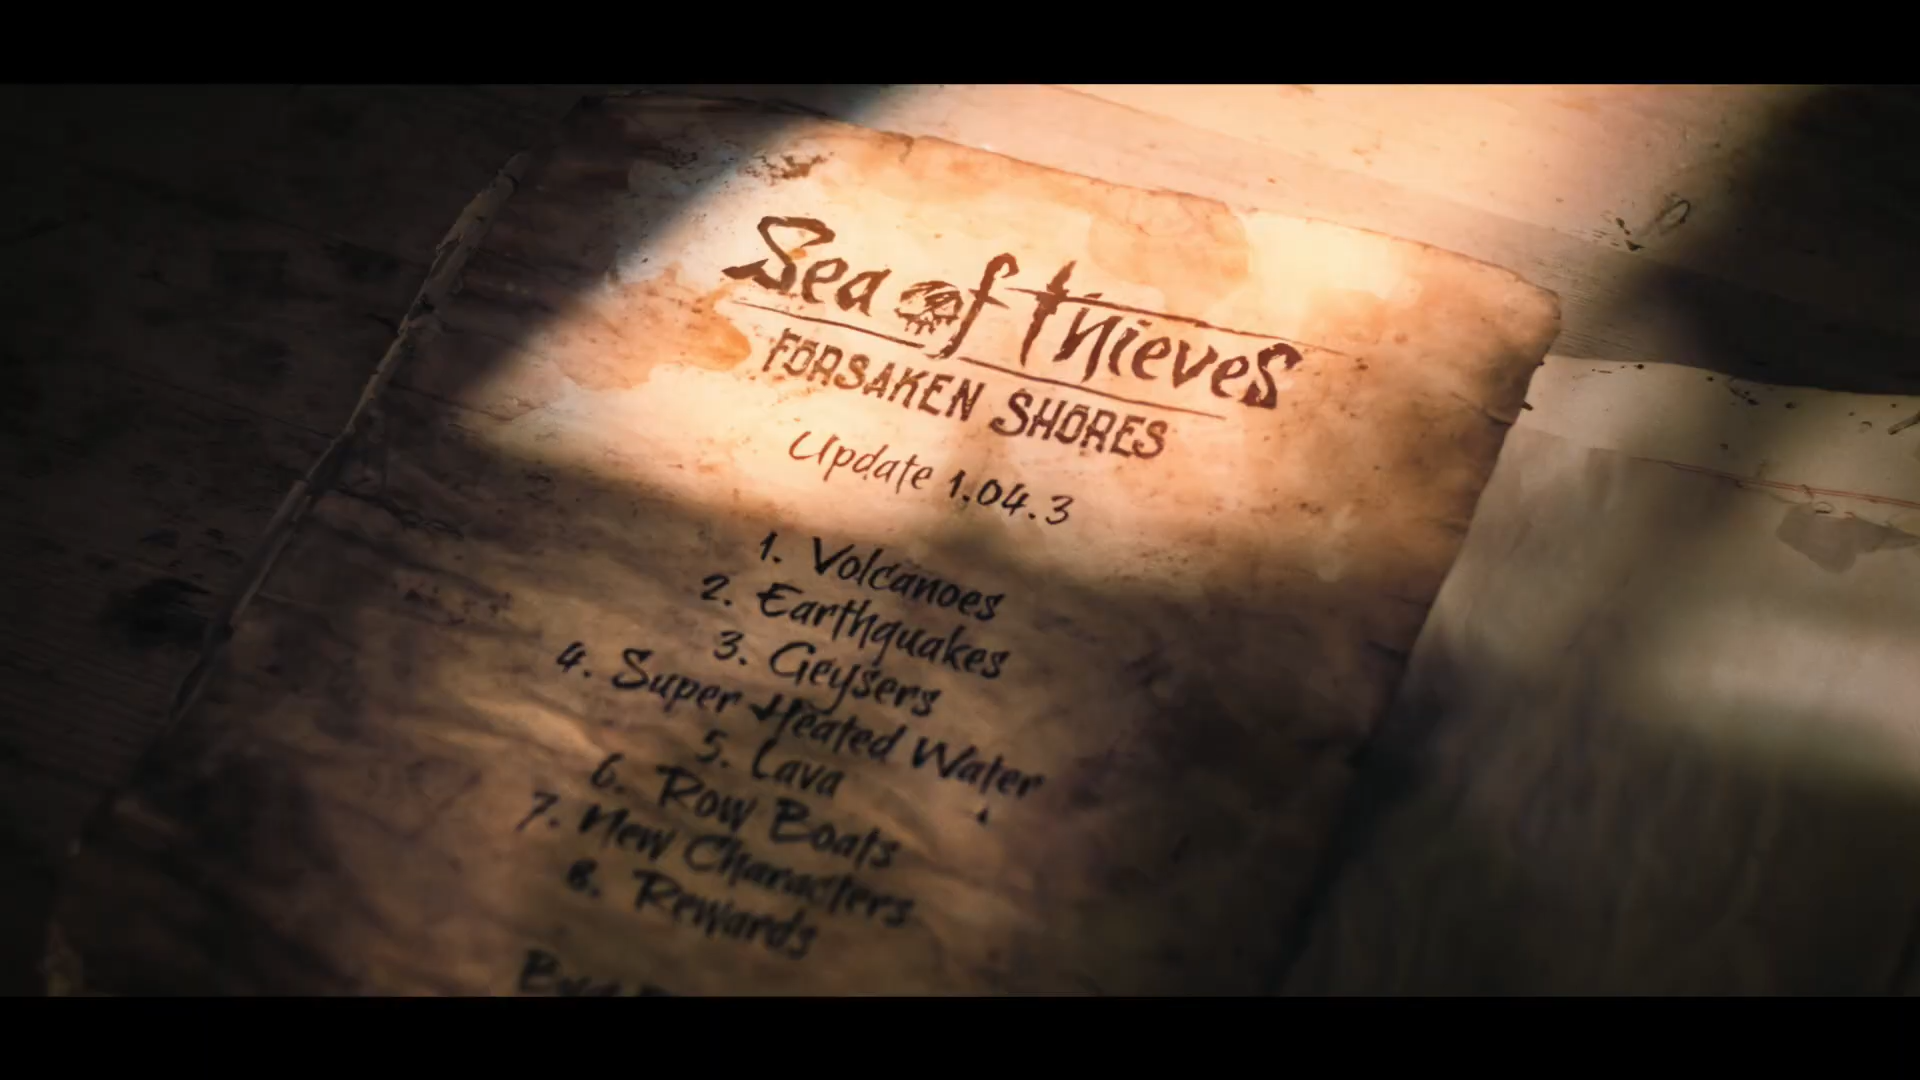 Sea of Thieves
FORSAKEN SHORES
Update 1.04.3
1. Volcanoes
2. Earthquakes
3. Geysers
4. Super Heated Water
5. Lava
6. Row Boats
7. New Characters
8. Rewards